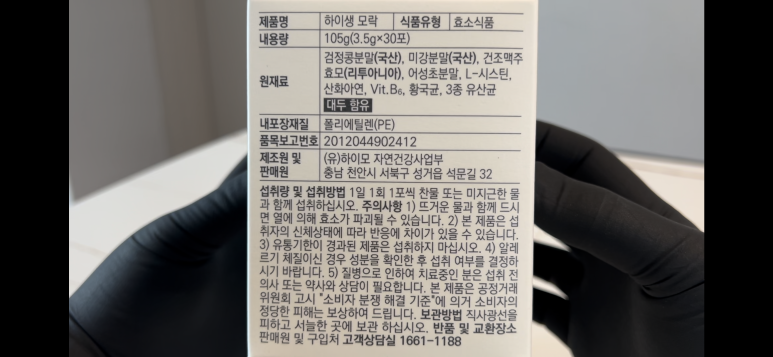 제품명 하이생 모락 식품유형 효소식품
내용량 105g(3.5g×30포)
원재료 검정콩분말(국산), 미강분말(국산), 건조맥주
효모(리투아니아), 어성초분말, L-시스틴,
산화아연, Vit.B₆, 황국균, 3종 유산균
대두 함유
내포장재질 폴리에틸렌(PE)
품목보고번호 2012044902412
제조원 및 판매원 (유)하이모 자연건강사업부
충남 천안시 서북구 성거읍 석문길 32
섭취량 및 섭취방법 1일 1회 1포씩 찬물 또는 미지근한 물
과 함께 섭취하십시오. 주의사항 1) 뜨거운 물과 함께 드시
면 열에 의해 효소가 파괴될 수 있습니다. 2) 본 제품은 섭
취자의 신체상태에 따라 반응에 차이가 있을 수 있습니다.
3) 유통기한이 경과된 제품은 섭취하지 마십시오. 4) 알레
르기 체질이신 경우 성분을 확인한 후 섭취 여부를 결정하
시기 바랍니다. 5) 질병으로 인하여 치료중인 분은 섭취 전
의사 또는 약사와 상담이 필요합니다. 본 제품은 공정거래
위원회 고시 "소비자 분쟁 해결 기준"에 의거 소비자의
정당한 피해는 보상하여 드립니다. 보관방법 직사광선을
피하고 서늘한 곳에 보관 하십시오. 반품 및 교환장소
판매원 및 구입처 고객상담실 1661-1188